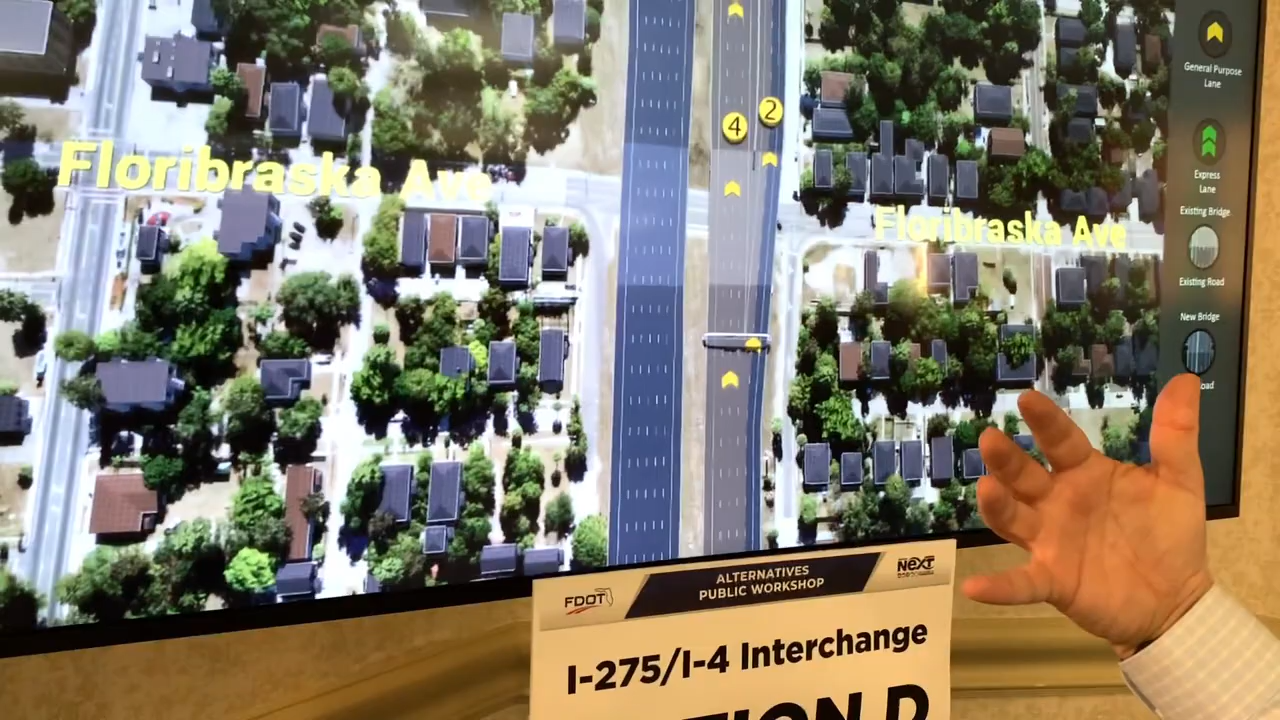 General Purpose
Lane
2
4
Floribraska Ave
Express
Lane
Existing Bridge
Floribraska Ave
Existing Road
New Bridge
FDOT
ALTERNATIVES
PUBLIC WORKSHOP
NEXT
I-275/I-4 Interchange